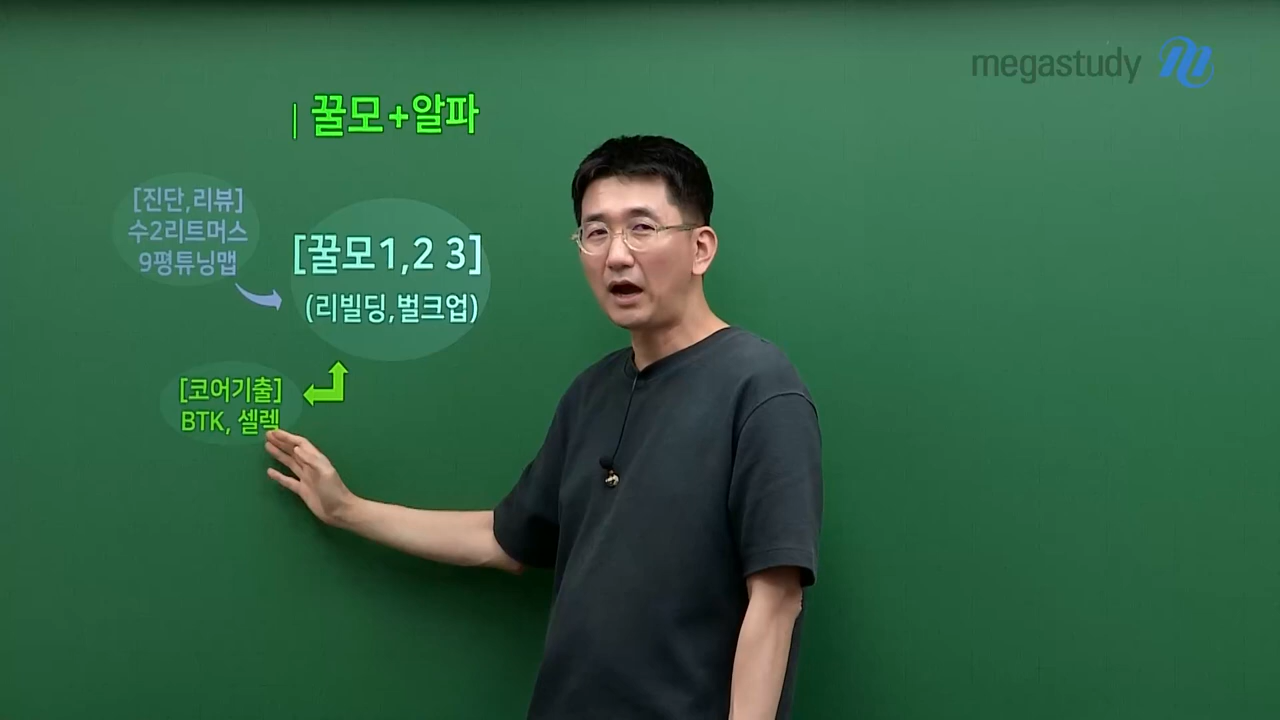 megastudy
| 꿀모+알파
[진단,리뷰]
수2리트머스
9평튜닝맵
[꿀모1,2 3]
(리빌딩,벌크업)
[코어기출]
BTK, 셀렉